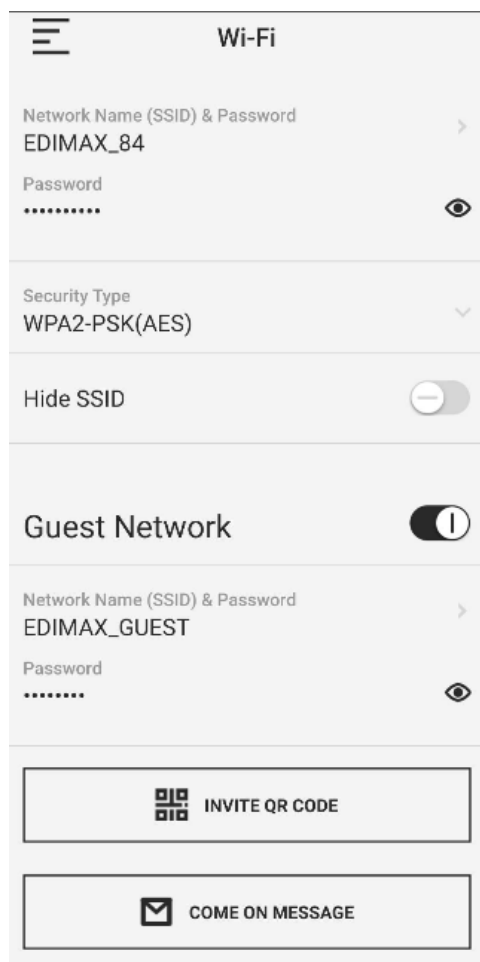 Wi-Fi
Network Name (SSID) & Password
EDIMAX_84
Password
••••••••••
Security Type
WPA2-PSK(AES)
Hide SSID
Guest Network
Network Name (SSID) & Password
EDIMAX_GUEST
Password
••••••••
INVITE QR CODE
COME ON MESSAGE